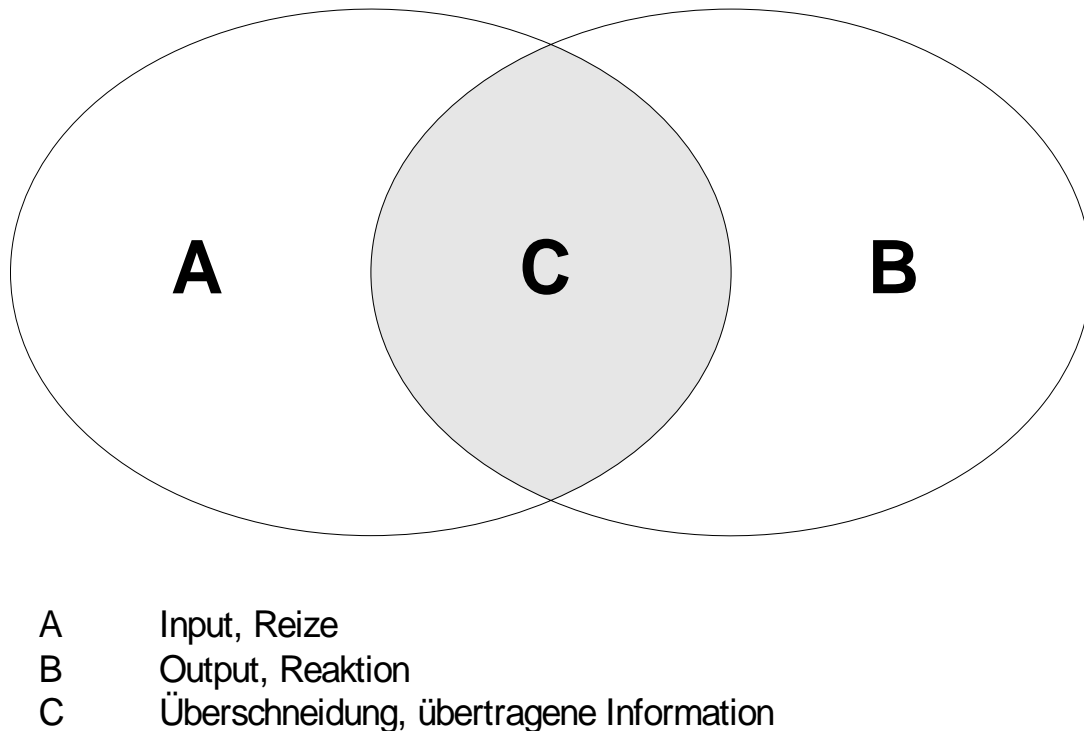 A C B
A Input, Reize
B Output, Reaktion
C Überschneidung, übertragene Information